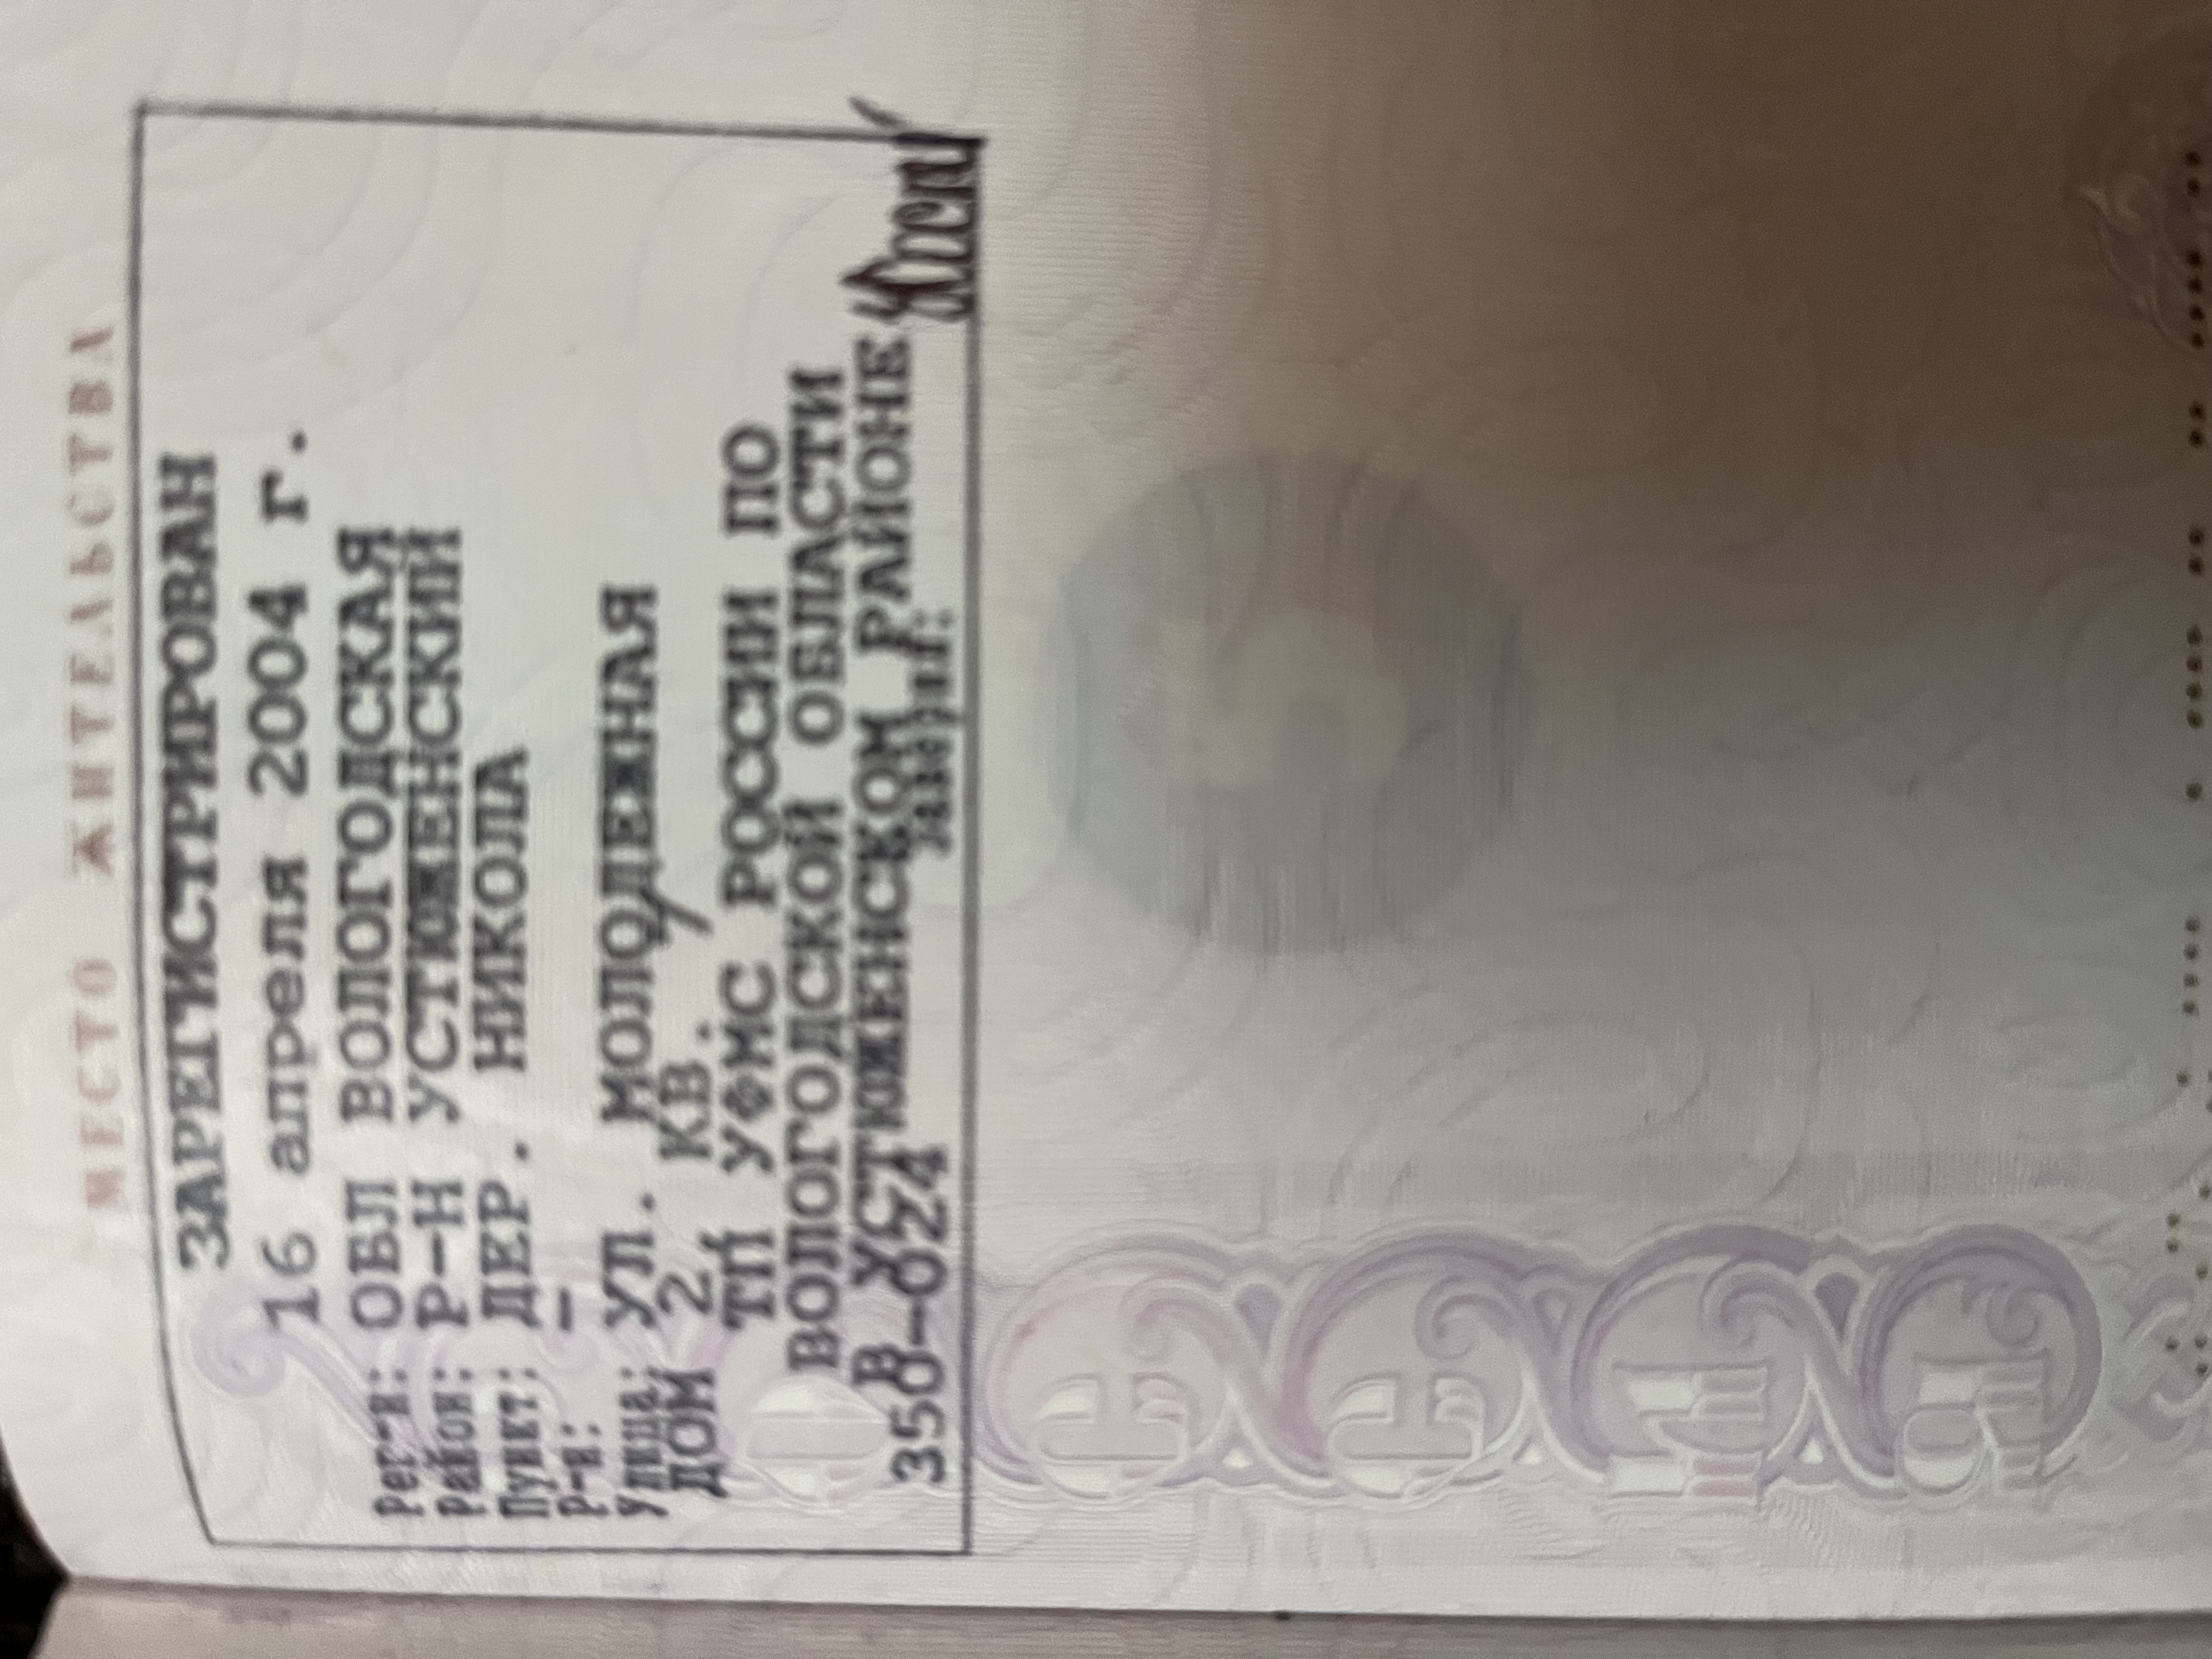 МЕСТО ЖИТЕЛЬСТВА
ЗАРЕГИСТРИРОВАН
16 апреля 2004 г.
Рег-н: ОБЛ ВОЛОГОДСКАЯ
Район: Р-Н УСТЮЖЕНСКИЙ
Пункт: ДЕР. НИКОЛА
Р-н: –
Улица: УЛ. МОЛОДЕЖНАЯ
ДОМ 2 КВ.
ТП УФМС РОССИИ ПО
ВОЛОГОДСКОЙ ОБЛАСТИ
В УСТЮЖЕНСКОМ РАЙОНЕ
350-024